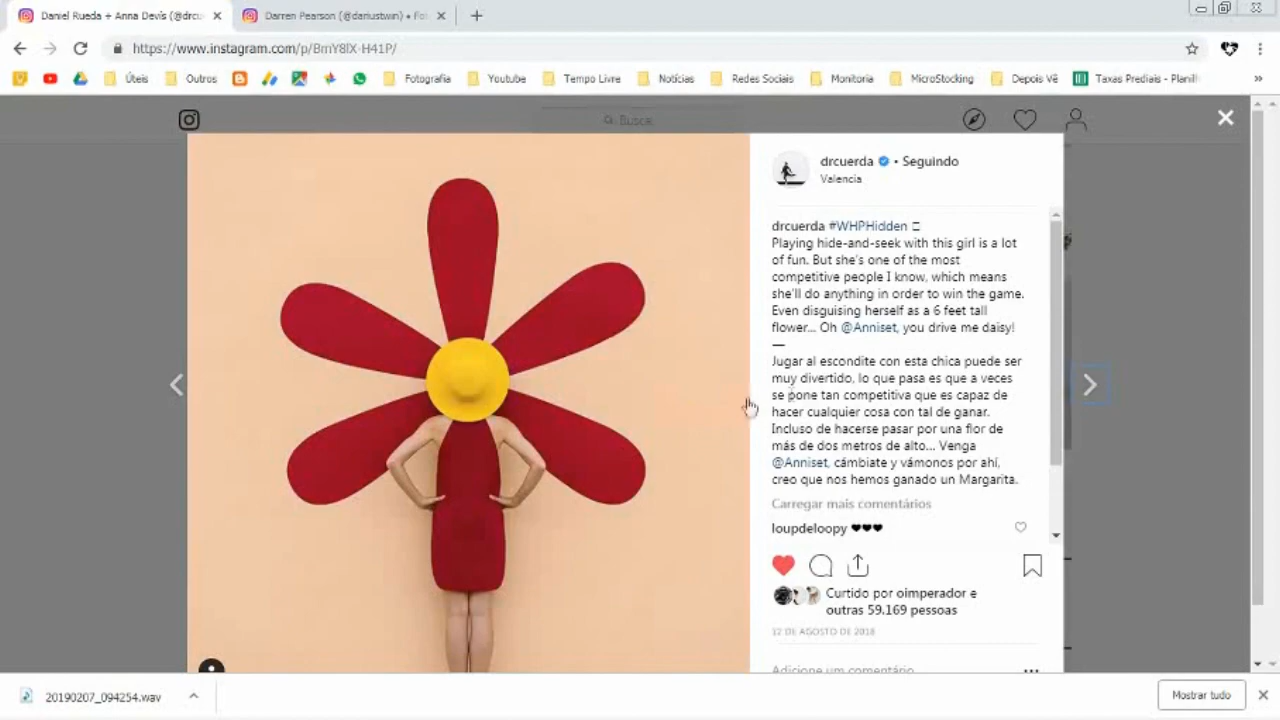 Daniel Rueda + Anna Devís (@drcu
Darren Pearson (@dariustwin) • Fo
https://www.instagram.com/p/BmY8lX-H41P/
Úteis
Outros
Fotografia
Youtube
Tempo Livre
Notícias
Redes Sociais
Monitoria
MicroStocking
Depois Vê
Taxas Prediais - Planil
»
Busca
drcuerda • Seguindo
Valencia
drcuerda #WHPHidden
Playing hide-and-seek with this girl is a lot
of fun. But she's one of the most
competitive people I know, which means
she'll do anything in order to win the game.
Even disguising herself as a 6 feet tall
flower... Oh @Anniset, you drive me daisy!
—
Jugar al escondite con esta chica puede ser
muy divertido, lo que pasa es que a veces
se pone tan competitiva que es capaz de
hacer cualquier cosa con tal de ganar.
Incluso de hacerse pasar por una flor de
más de dos metros de alto... Venga
@Anniset, cámbiate y vámonos por ahí,
creo que nos hemos ganado un Margarita.
Carregar mais comentários
loupdeloopy ♥♥♥
Curtido por oimperador e
outras 59.169 pessoas
12 DE AGOSTO DE 2018
Adicione um comentário
20190207_094254.wav
Mostrar tudo